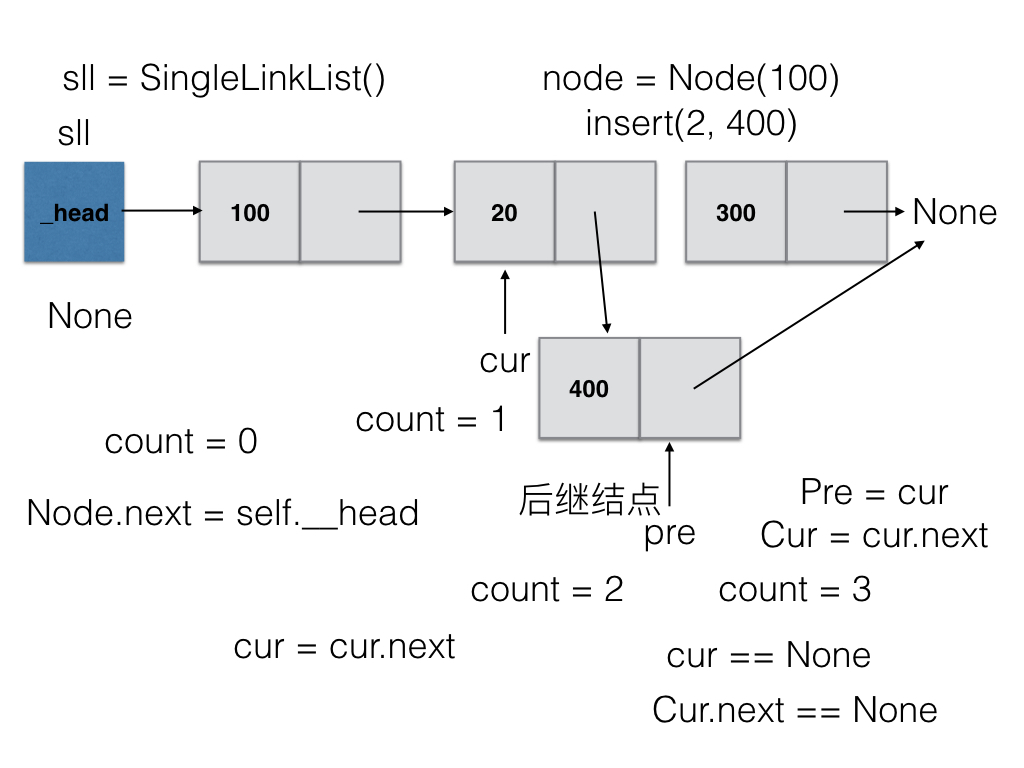 sll = SingleLinkList()
node = Node(100)
insert(2, 400)
sll
_head
100
20
300
None
None
cur
400
count = 1
count = 0
后继结点
pre
Pre = cur
Cur = cur.next
Node.next = self.__head
count = 2
count = 3
cur = cur.next
cur == None
Cur.next == None